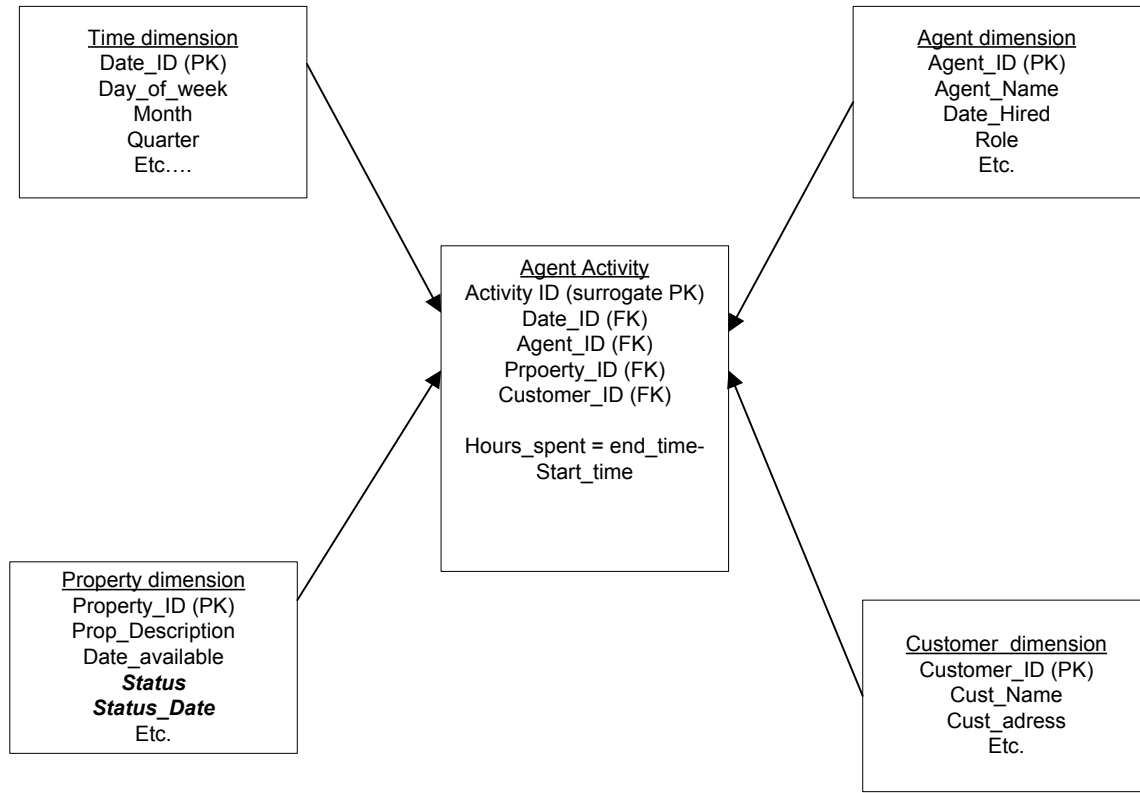 Time dimension
Date_ID (PK)
Day_of_week
Month
Quarter
Etc….
Agent dimension
Agent_ID (PK)
Agent_Name
Date_Hired
Role
Etc.
Agent Activity
Activity ID (surrogate PK)
Date_ID (FK)
Agent_ID (FK)
Prpoerty_ID (FK)
Customer_ID (FK)
Hours_spent = end_time-
Start_time
Property dimension
Property_ID (PK)
Prop_Description
Date_available
Status
Status_Date
Etc.
Customer  dimension
Customer_ID (PK)
Cust_Name
Cust_adress
Etc.